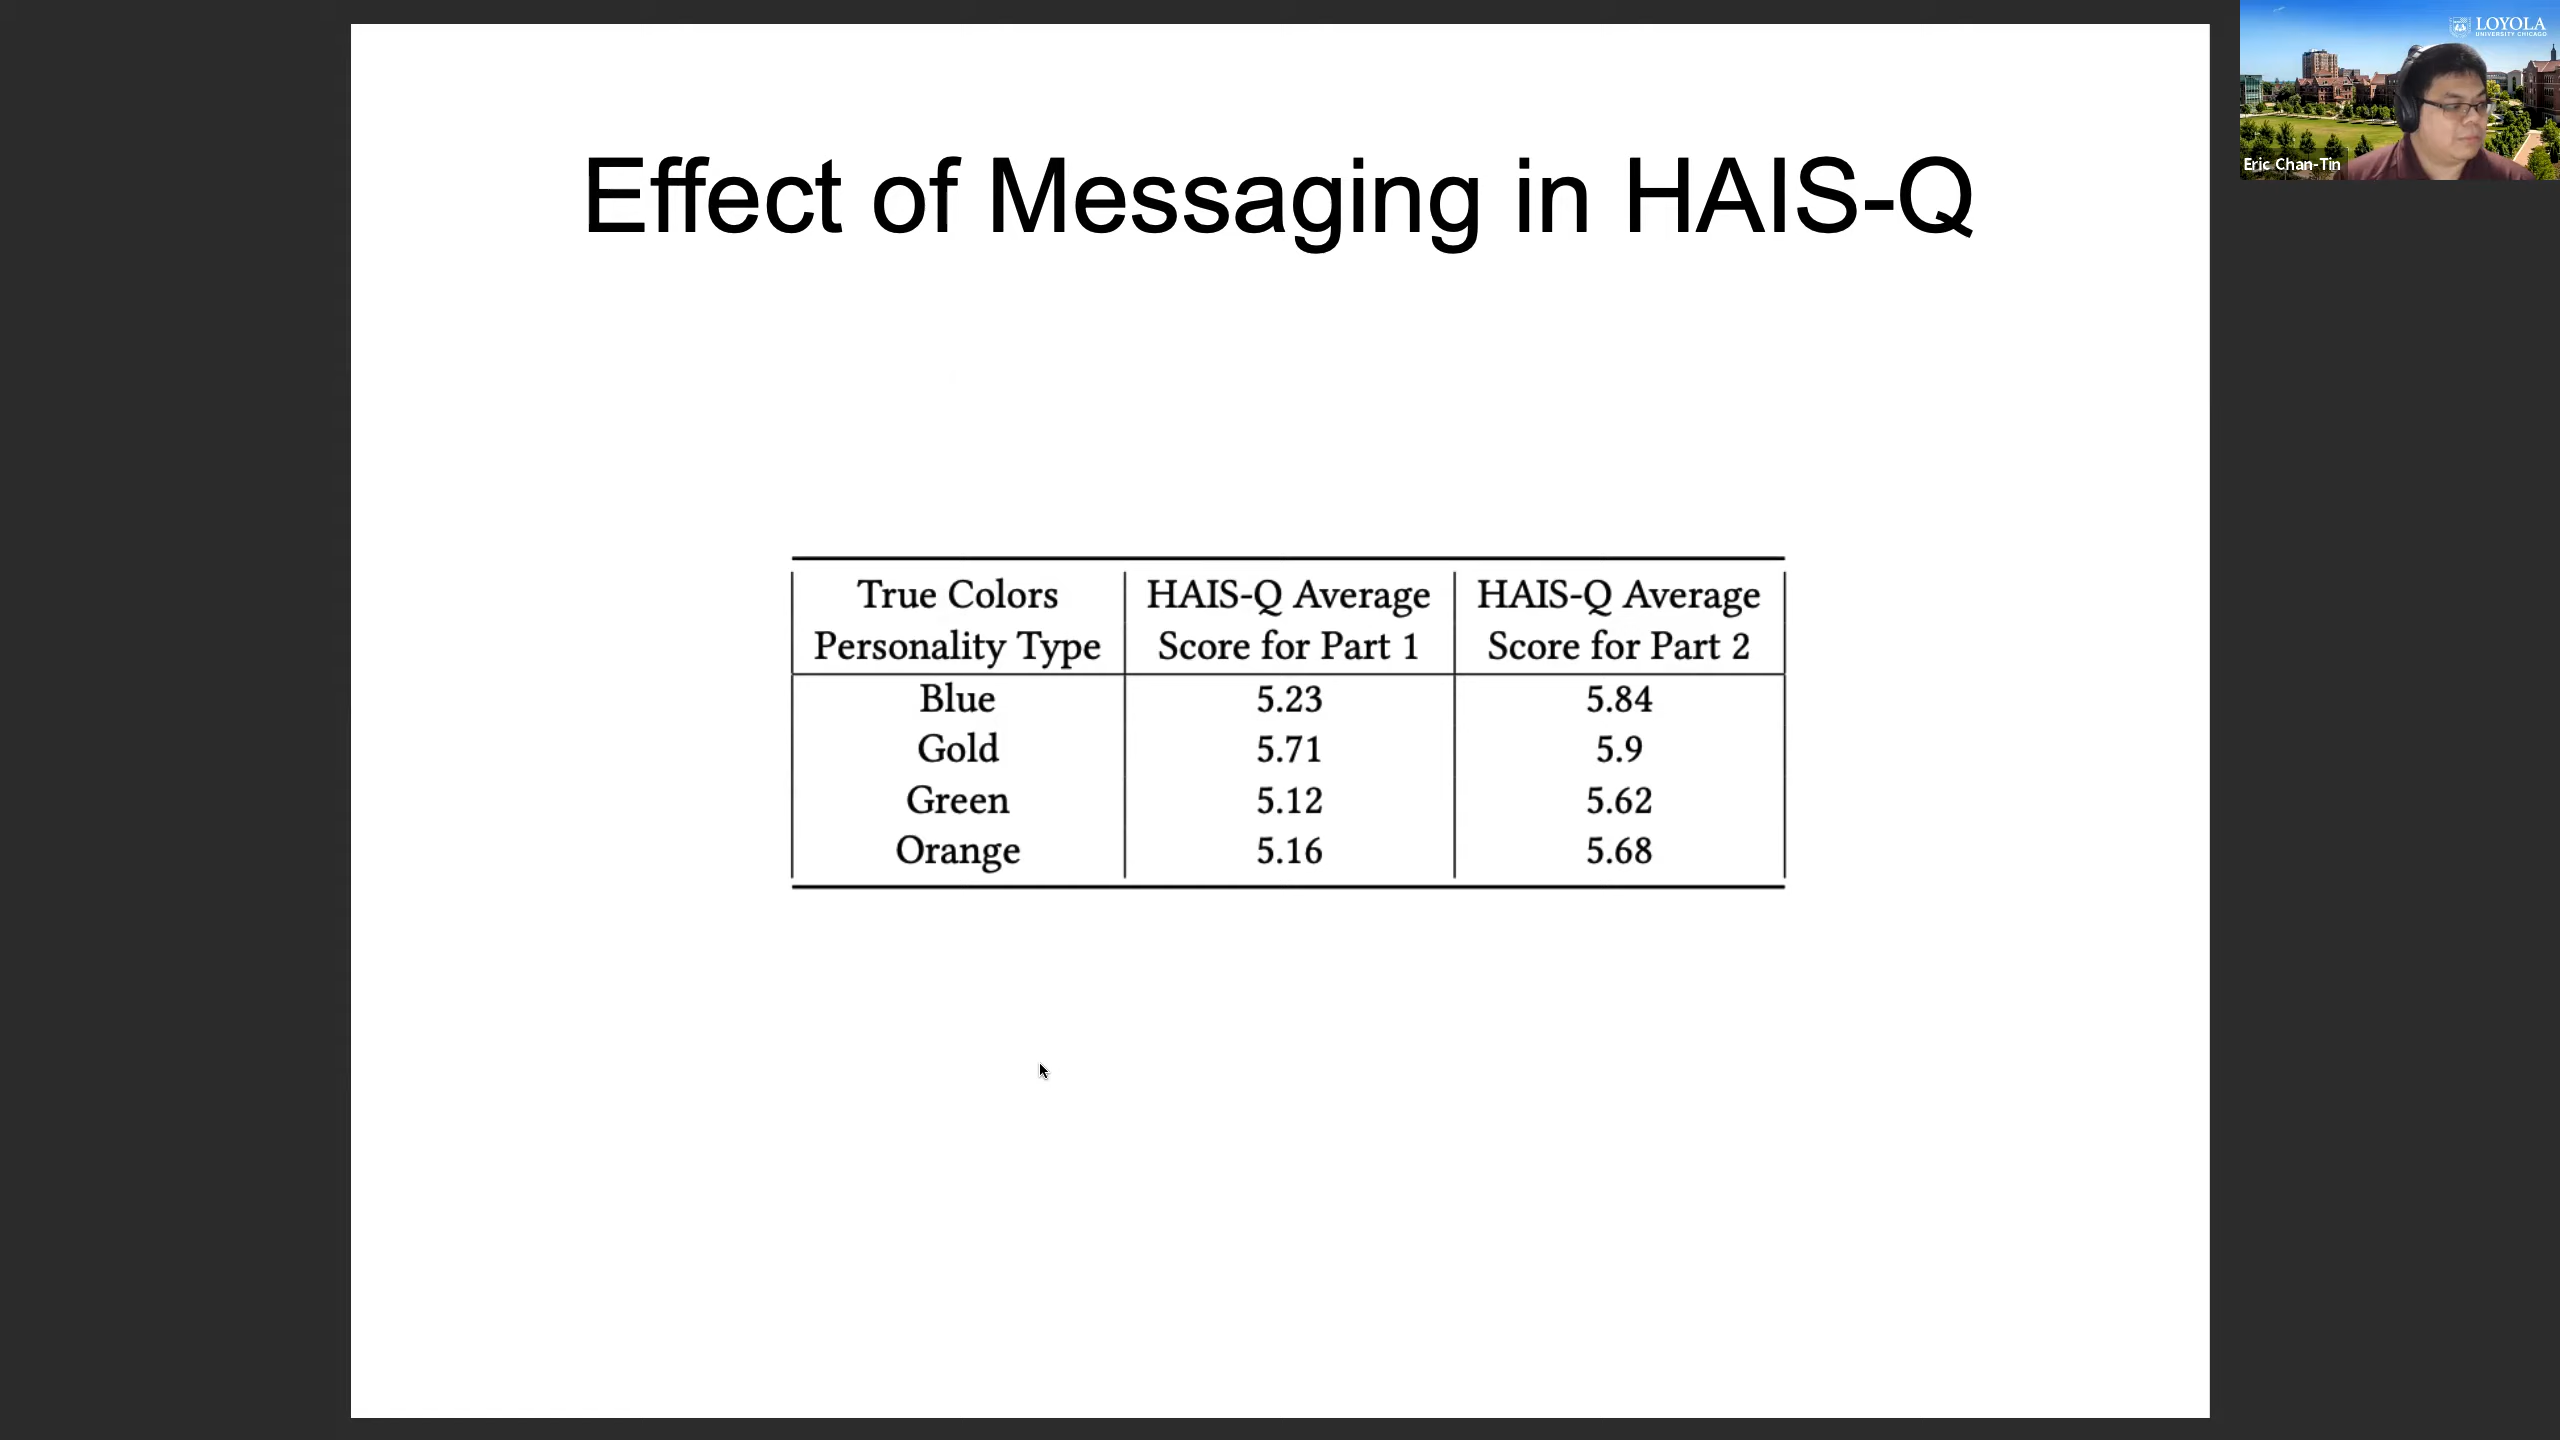 Effect of Messaging in HAIS-Q
True Colors Personality Type | HAIS-Q Average Score for Part 1 | HAIS-Q Average Score for Part 2
Blue 5.23 5.84
Gold 5.71 5.9
Green 5.12 5.62
Orange 5.16 5.68
LOYOLA
UNIVERSITY CHICAGO
Eric Chan-Tin